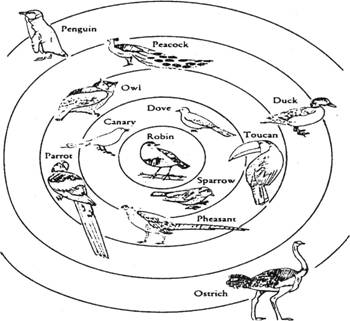 Penguin
Peacock
Owl
Duck
Dove
Canary
Robin
Toucan
Parrot
Sparrow
Pheasant
Ostrich